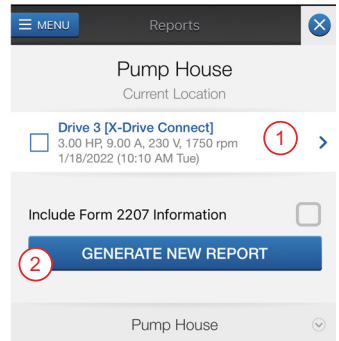 MENU
Reports
Pump House
Current Location
Drive 3 [X-Drive Connect]
3.00 HP, 9.00 A, 230 V, 1750 rpm
1/18/2022 (10:10 AM Tue)
1
Include Form 2207 Information
2
GENERATE NEW REPORT
Pump House